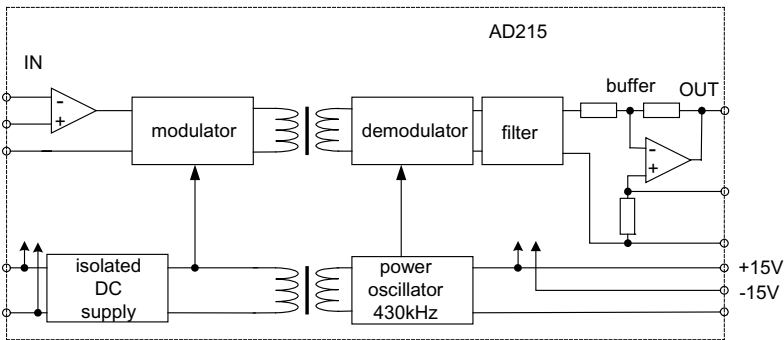 AD215
IN
buffer
OUT
-
+
modulator
demodulator
filter
-
+
isolated
DC
supply
power
oscillator
430kHz
+15V
-15V